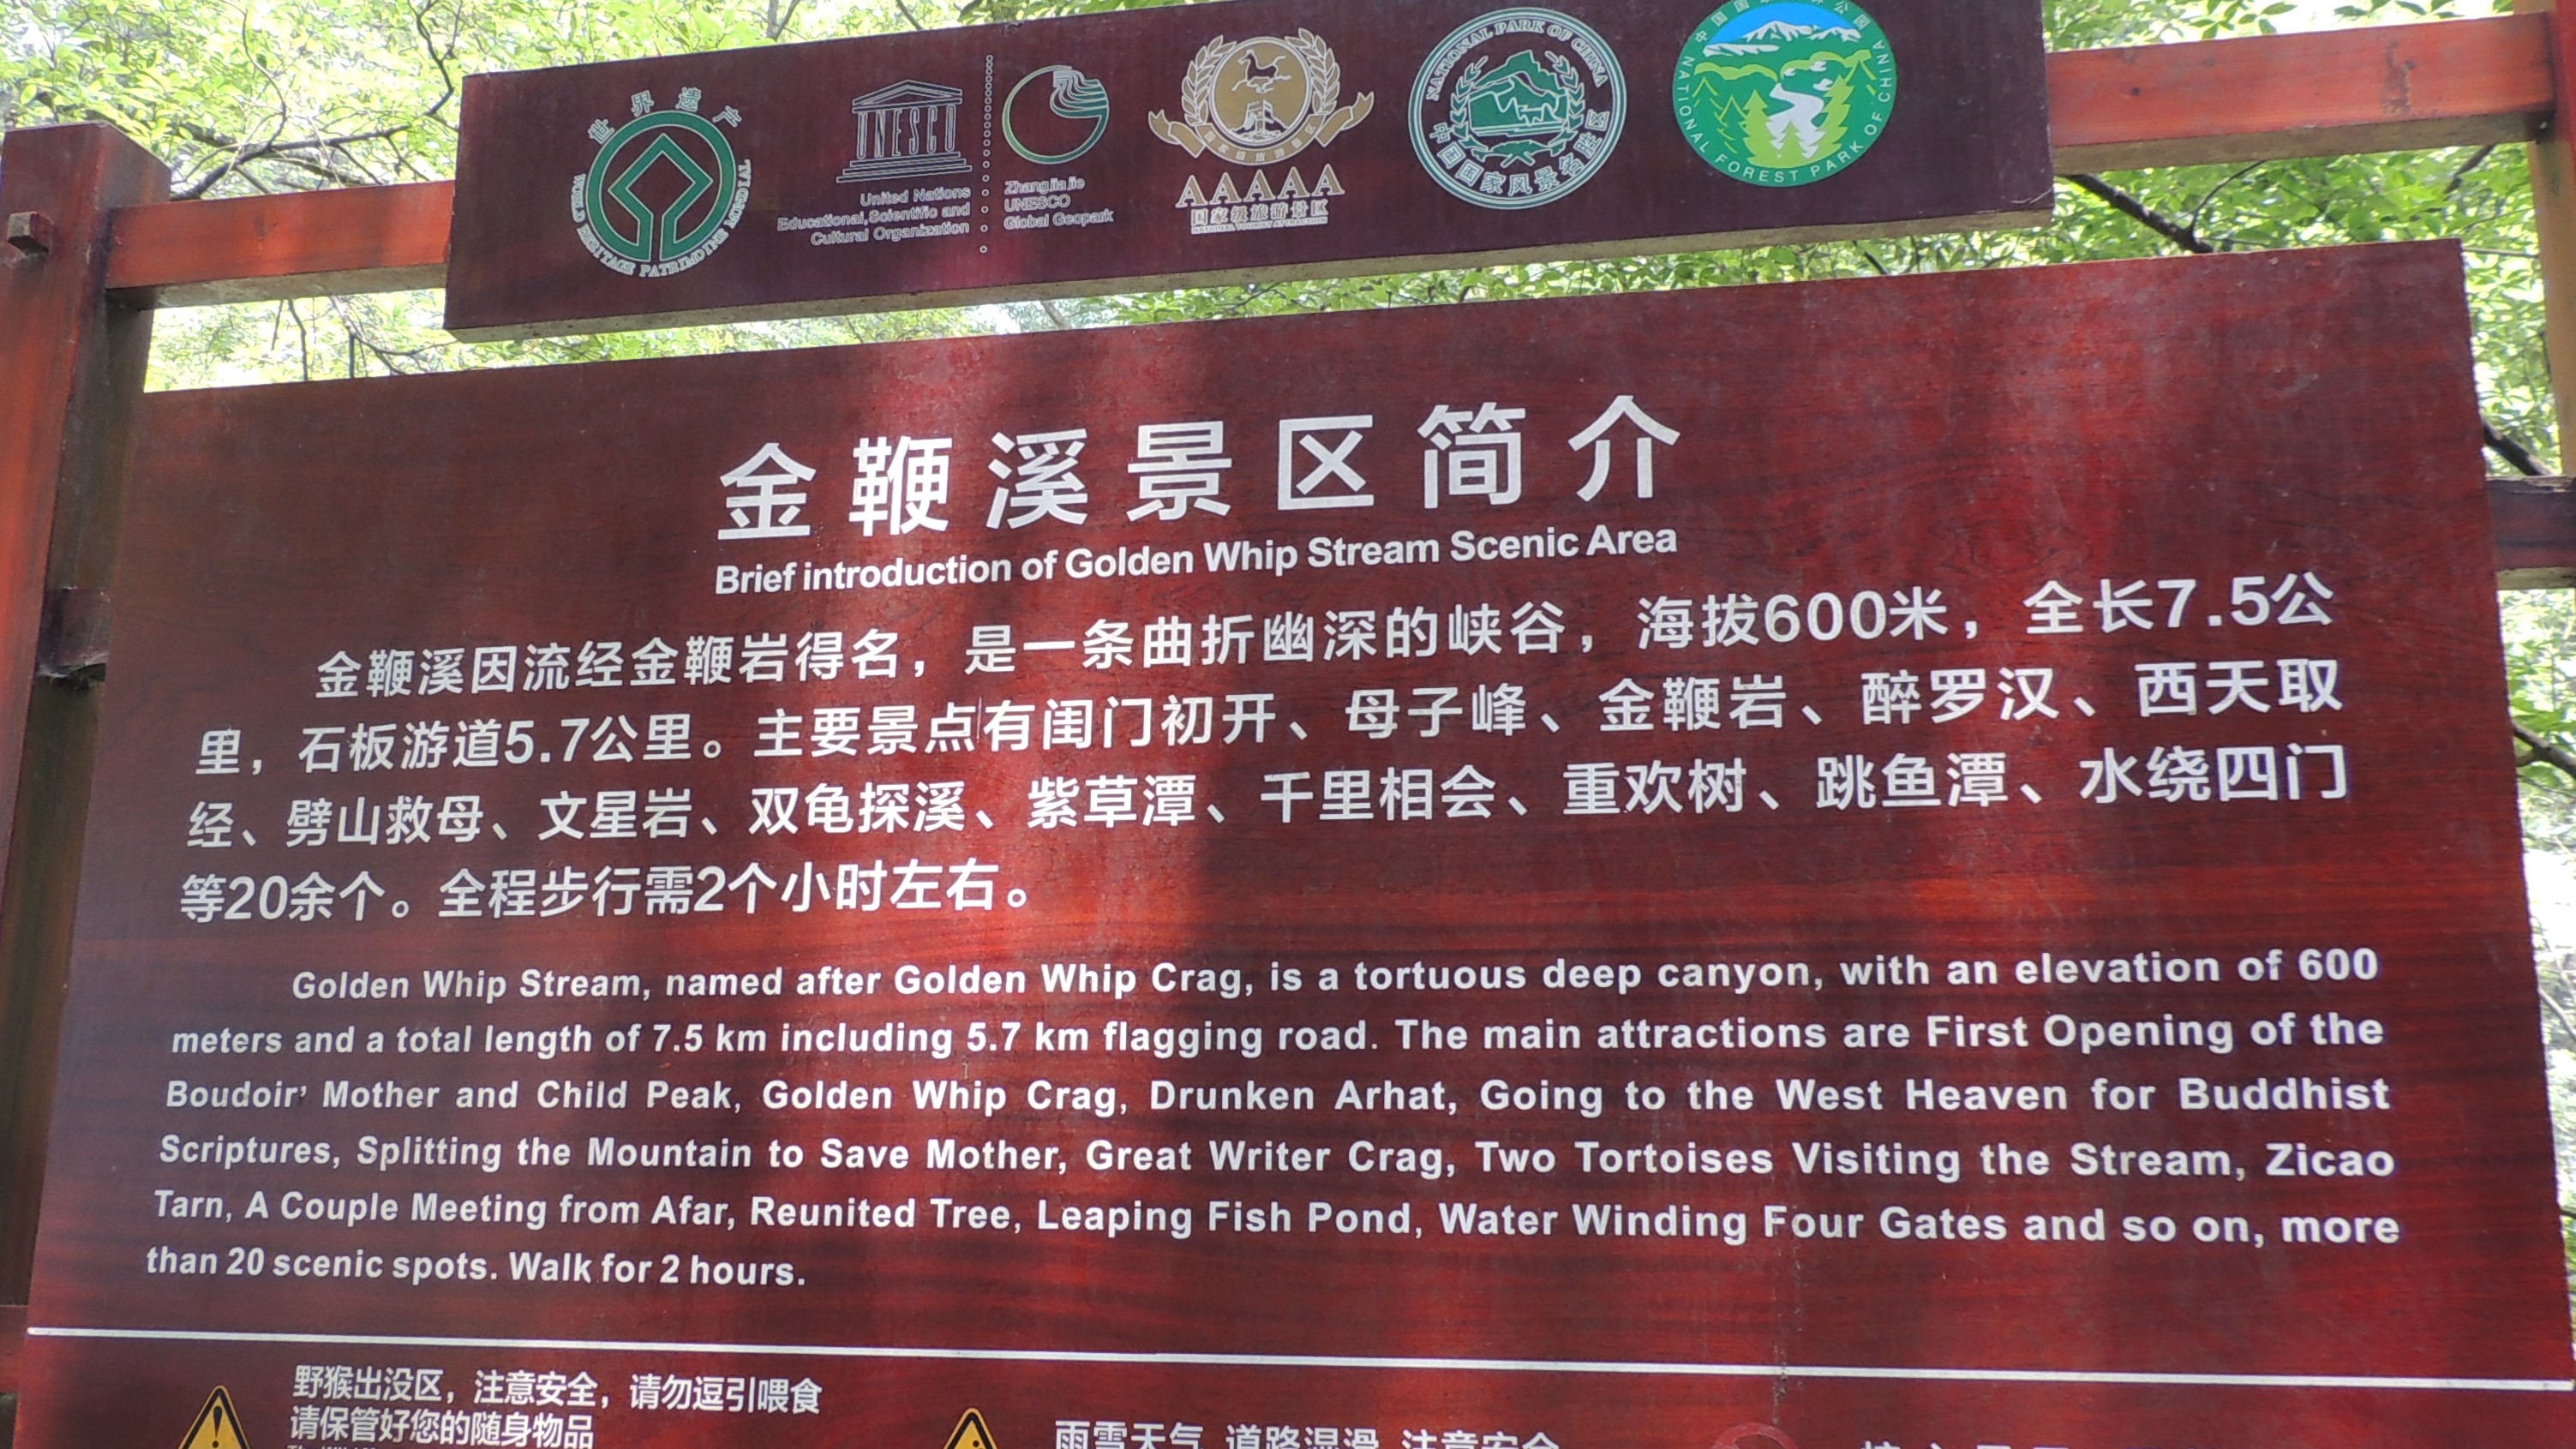 世界遗产
WORLD HERITAGE PATRIMOINE MONDIAL
UNESCO
United Nations
Educational, Scientific and
Cultural Organization
Zhangjiajie
UNESCO
Global Geopark
AAAAA
国家级旅游景区
NATIONAL PARK OF CHINA
中国国家风景名胜区
NATIONAL FOREST PARK OF CHINA
金鞭溪景区简介
Brief introduction of Golden Whip Stream Scenic Area
金鞭溪因流经金鞭岩得名，是一条曲折幽深的峡谷，海拔600米，全长7.5公
里，石板游道5.7公里。主要景点有闺门初开、母子峰、金鞭岩、醉罗汉、西天取
经、劈山救母、文星岩、双龟探溪、紫草潭、千里相会、重欢树、跳鱼潭、水绕四门
等20余个。全程步行需2个小时左右。
Golden Whip Stream, named after Golden Whip Crag, is a tortuous deep canyon, with an elevation of 600
meters and a total length of 7.5 km including 5.7 km flagging road. The main attractions are First Opening of the
Boudoir’ Mother and Child Peak, Golden Whip Crag, Drunken Arhat, Going to the West Heaven for Buddhist
Scriptures, Splitting the Mountain to Save Mother, Great Writer Crag, Two Tortoises Visiting the Stream, Zicao
Tarn, A Couple Meeting from Afar, Reunited Tree, Leaping Fish Pond, Water Winding Four Gates and so on, more
than 20 scenic spots. Walk for 2 hours.
野猴出没区，注意安全，请勿逗引喂食
请保管好您的随身物品
雨雪天气，道路湿滑，注意安全